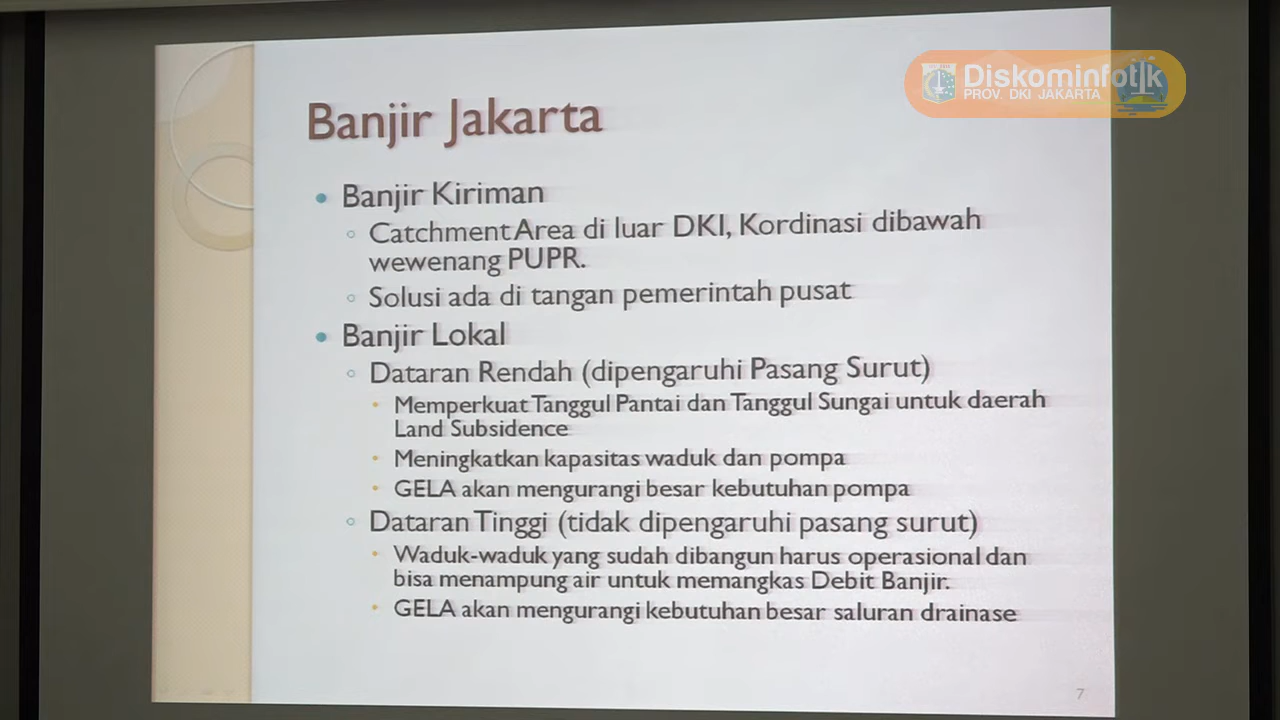 Diskominfotik
PROV. DKI JAKARTA
Banjir Jakarta
Banjir Kiriman
Catchment Area di luar DKI, Kordinasi dibawah
wewenang PUPR.
Solusi ada di tangan pemerintah pusat
Banjir Lokal
Dataran Rendah (dipengaruhi Pasang Surut)
Memperkuat Tanggul Pantai dan Tanggul Sungai untuk daerah
Land Subsidence
Meningkatkan kapasitas waduk dan pompa
GELA akan mengurangi besar kebutuhan pompa
Dataran Tinggi (tidak dipengaruhi pasang surut)
Waduk-waduk yang sudah dibangun harus operasional dan
bisa menampung air untuk memangkas Debit Banjir.
GELA akan mengurangi kebutuhan besar saluran drainase
7